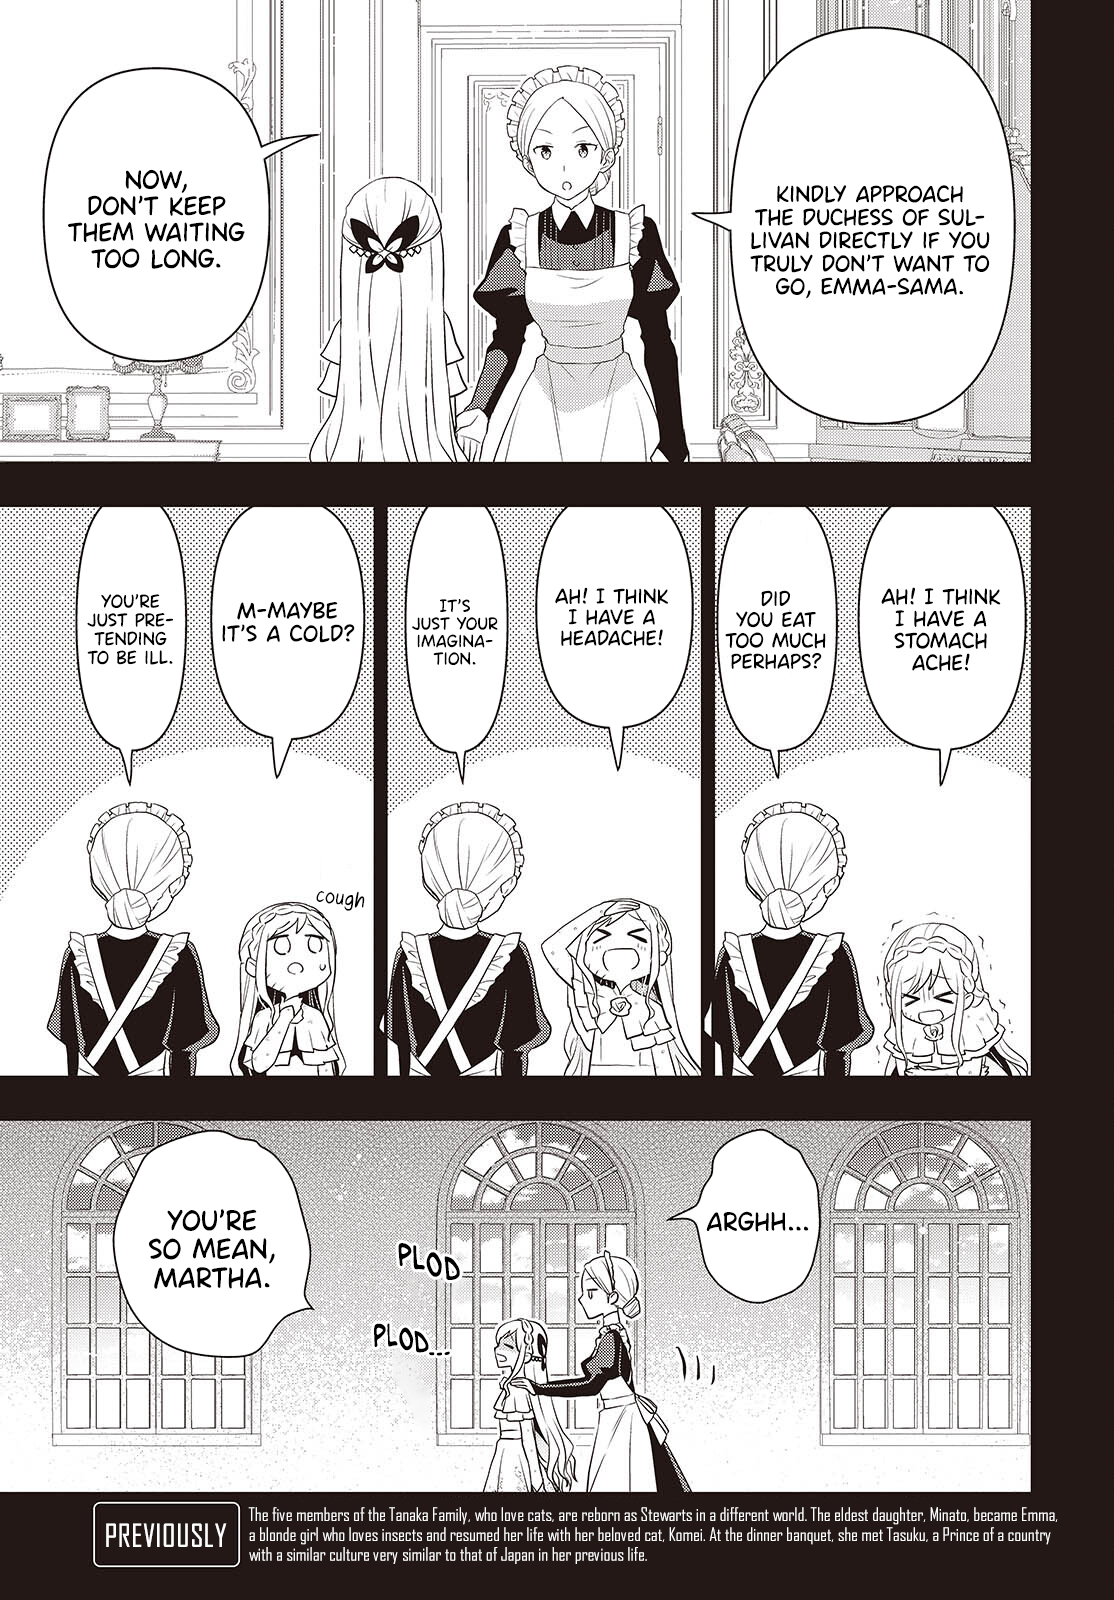 KINDLY APPROACH
THE DUCHESS OF SUL-
LIVAN DIRECTLY IF YOU
TRULY DON'T WANT TO
GO, EMMA-SAMA.
NOW,
DON'T KEEP
THEM WAITING
TOO LONG.
AH! I THINK
I HAVE A
STOMACH
ACHE!
DID
YOU EAT
TOO MUCH
PERHAPS?
AH! I THINK
I HAVE A
HEADACHE!
IT'S
JUST YOUR
IMAGINA-
TION.
M-MAYBE
IT'S A COLD?
cough
YOU'RE
JUST PRE-
TENDING
TO BE ILL.
ARGHH...
PLOD
PLOD...
YOU'RE
SO MEAN,
MARTHA.
PREVIOUSLY
The five members of the Tanaka Family, who love cats, are reborn as Stewarts in a different world. The eldest daughter, Minato, became Emma,
a blonde girl who loves insects and resumed her life with her beloved cat, Komei. At the dinner banquet, she met Tasuku, a Prince of a country
with a similar culture very similar to that of Japan in her previous life.